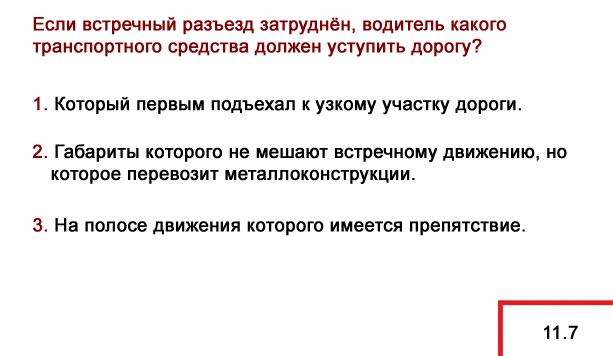 Если встречный разъезд затруднён, водитель какого
транспортного средства должен уступить дорогу?
1. Который первым подъехал к узкому участку дороги.
2. Габариты которого не мешают встречному движению, но
которое перевозит металлоконструкции.
3. На полосе движения которого имеется препятствие.
11.7